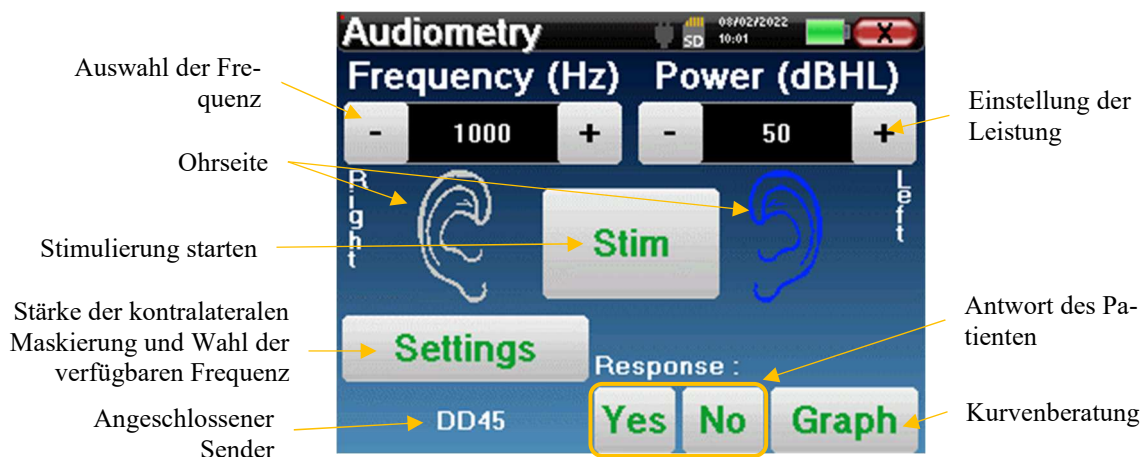 Audiometry
SD
08/02/2022
10:01
X
Frequency (Hz)
Power (dBHL)
- 1000 +
- 50 +
Right
Left
Stim
Settings
Response :
DD45
Yes
No
Graph
Auswahl der Fre-
quenz
Ohrseite
Stimulierung starten
Stärke der kontralateralen
Maskierung und Wahl der
verfügbaren Frequenz
Angeschlossener
Sender
Einstellung der
Leistung
Antwort des Pa-
tienten
Kurvenberatung